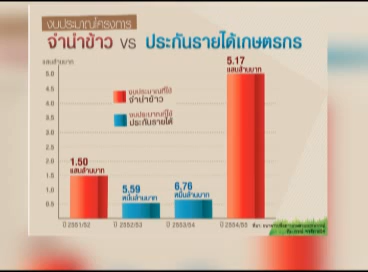 งบประมาณโครงการ
จำนำข้าว vs ประกันรายได้เกษตรกร
แสนล้านบาท
5.17
แสนล้านบาท
5.0
4.5
4.0
3.5
3.0
2.5
2.0
1.5
1.0
0.5
งบประมาณที่ใช้
จำนำข้าว
งบประมาณที่ใช้
ประกันรายได้
1.50
แสนล้านบาท
5.59
หมื่นล้านบาท
6.76
หมื่นล้านบาท
ปี 2551/52
ปี 2552/53
ปี 2553/54
ปี 2554/55